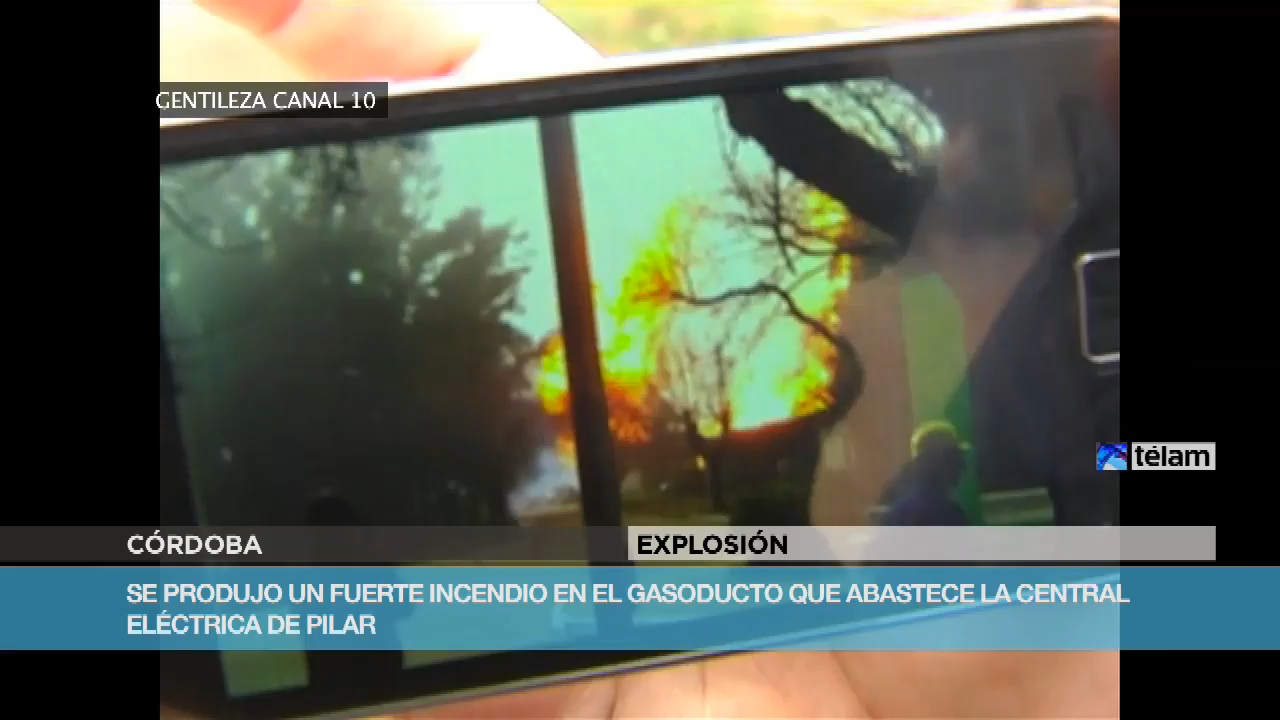 GENTILEZA CANAL 10
télam
CÓRDOBA
EXPLOSIÓN
SE PRODUJO UN FUERTE INCENDIO EN EL GASODUCTO QUE ABASTECE LA CENTRAL
ELÉCTRICA DE PILAR